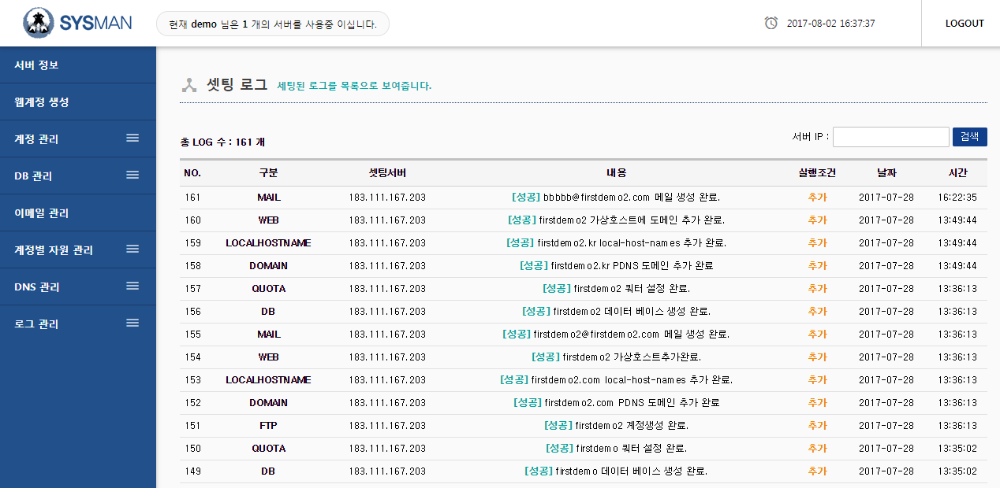 SYSMAN 현재 demo 님은 1 개의 서버를 사용중 이십니다. 2017-08-02 16:37:37 LOGOUT
서버 정보
웹계정 생성
계정 관리
DB 관리
이메일 관리
계정별 자원 관리
DNS 관리
로그 관리
셋팅 로그 세팅된 로그를 목록으로 보여줍니다.
총 LOG 수 : 161 개 서버 IP : 검색
NO. 구분 셋팅서버 내용 실행조건 날짜 시간
161 MAIL 183.111.167.203 [성공] bbbbb@firstdemo2.com 메일 생성 완료. 추가 2017-07-28 16:22:35
160 WEB 183.111.167.203 [성공] firstdemo2 가상호스트에 도메인 추가 완료. 추가 2017-07-28 13:49:44
159 LOCALHOSTNAME 183.111.167.203 [성공] firstdemo2.kr local-host-names 추가 완료. 추가 2017-07-28 13:49:44
158 DOMAIN 183.111.167.203 [성공] firstdemo2.kr PDNS 도메인 추가 완료 추가 2017-07-28 13:49:44
157 QUOTA 183.111.167.203 [성공] firstdemo2 쿼터 설정 완료. 추가 2017-07-28 13:36:13
156 DB 183.111.167.203 [성공] firstdemo2 데이터 베이스 생성 완료. 추가 2017-07-28 13:36:13
155 MAIL 183.111.167.203 [성공] firstdemo2@firstdemo2.com 메일 생성 완료. 추가 2017-07-28 13:36:13
154 WEB 183.111.167.203 [성공] firstdemo2 가상호스트추가완료. 추가 2017-07-28 13:36:13
153 LOCALHOSTNAME 183.111.167.203 [성공] firstdemo2.com local-host-names 추가 완료. 추가 2017-07-28 13:36:13
152 DOMAIN 183.111.167.203 [성공] firstdemo2.com PDNS 도메인 추가 완료 추가 2017-07-28 13:36:13
151 FTP 183.111.167.203 [성공] firstdemo2 계정생성 완료. 추가 2017-07-28 13:36:13
150 QUOTA 183.111.167.203 [성공] firstdemo 쿼터 설정 완료. 추가 2017-07-28 13:35:02
149 DB 183.111.167.203 [성공] firstdemo 데이터 베이스 생성 완료. 추가 2017-07-28 13:35:02